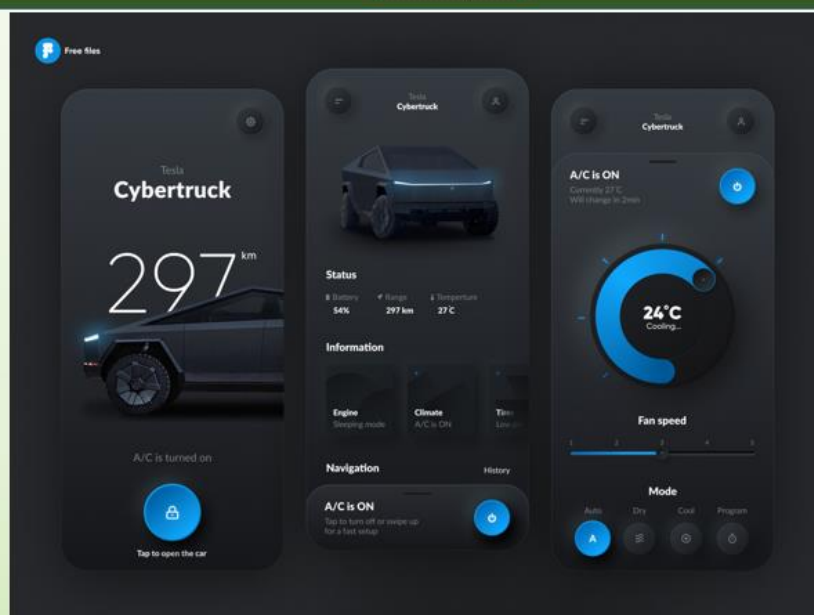 Free files
Tesla
Cybertruck
297 km
A/C is turned on
Tap to open the car
Tesla
Cybertruck
Status
Battery
Range
Temperture
54%
297 km
27°C
Information
Engine
Sleeping mode
Climate
A/C is ON
Navigation
History
A/C is ON
Tap to turn off or swipe up
for a fast setup
Tesla
Cybertruck
A/C is ON
Currently 27°C
Will change in 2min
24°C
Cooling...
Fan speed
1 2 3 4 5
Mode
Auto Dry Cool Program
A